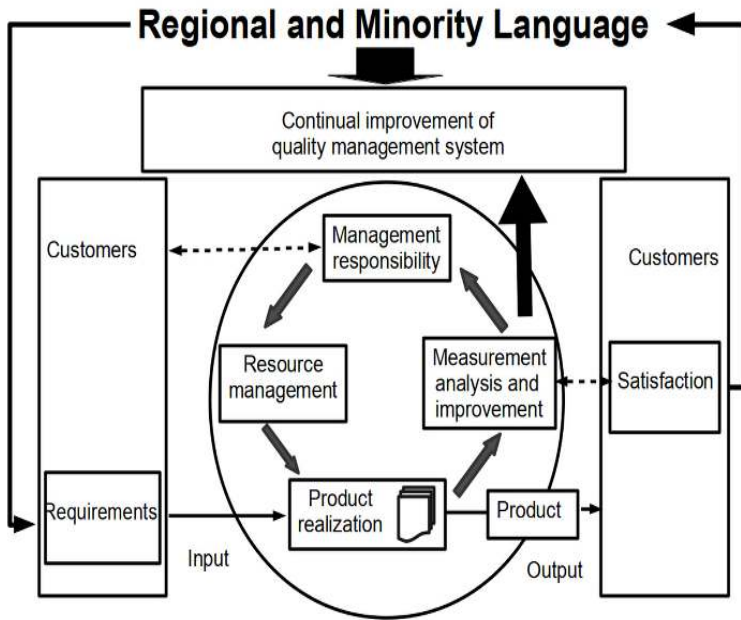 Regional and Minority Language
Continual improvement of
quality management system
Customers
Management
responsibility
Customers
Resource
management
Measurement
analysis and
improvement
Satisfaction
Requirements
Product
realization
Product
Input
Output